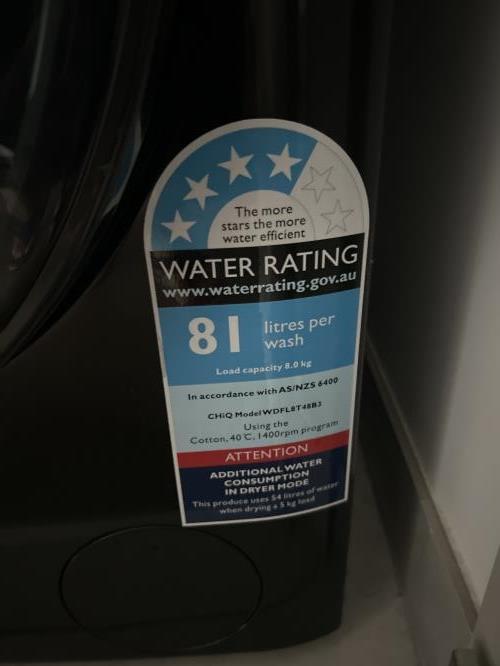 The more
stars the more
water efficient
WATER RATING
www.waterrating.gov.au
81 litres per
wash
Load capacity 8.0 kg
In accordance with AS/NZS 6400
CHiQ Model WDFL8T48B3
Using the
Cotton, 40°C, 1400rpm program
ATTENTION
ADDITIONAL WATER
CONSUMPTION
IN DRYER MODE
This produce uses 54 litres of water
when drying a 5 kg load